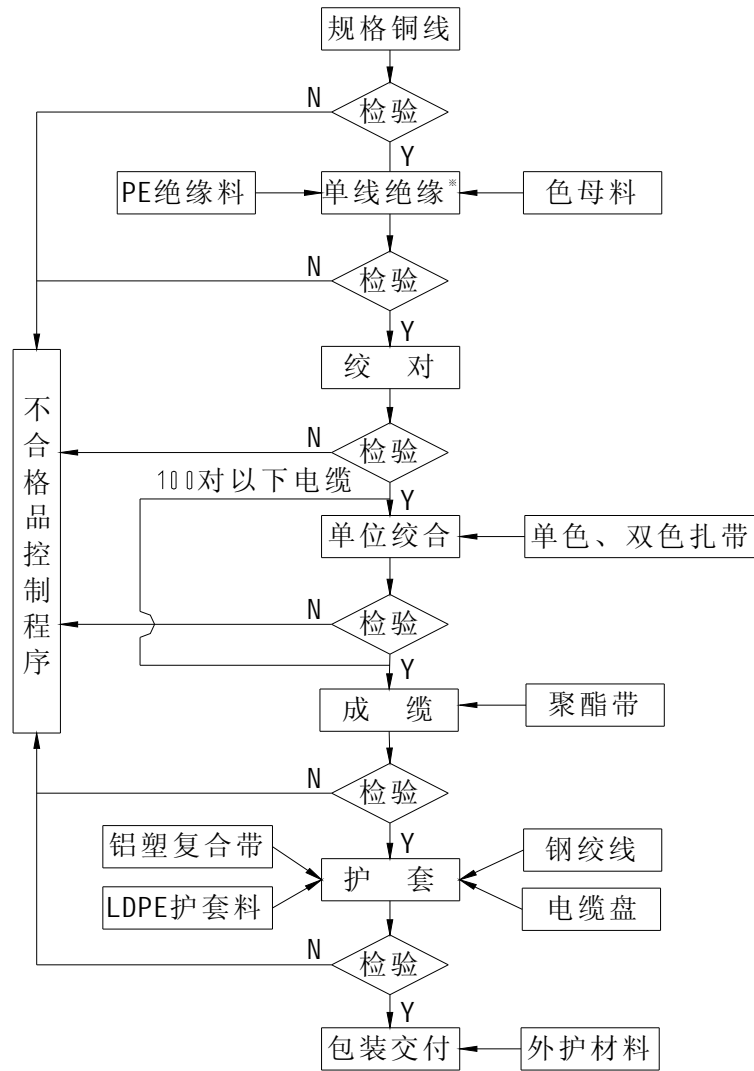 规格铜线
N
检验
Y
PE绝缘料
单线绝缘※
色母料
N
检验
Y
绞 对
不合格品控制程序
N
检验
100对以下电缆
Y
单位绞合
单色、双色扎带
N
检验
Y
成 缆
聚酯带
N
检验
Y
铝塑复合带
钢绞线
护 套
LDPE护套料
电缆盘
N
检验
Y
包装交付
外护材料